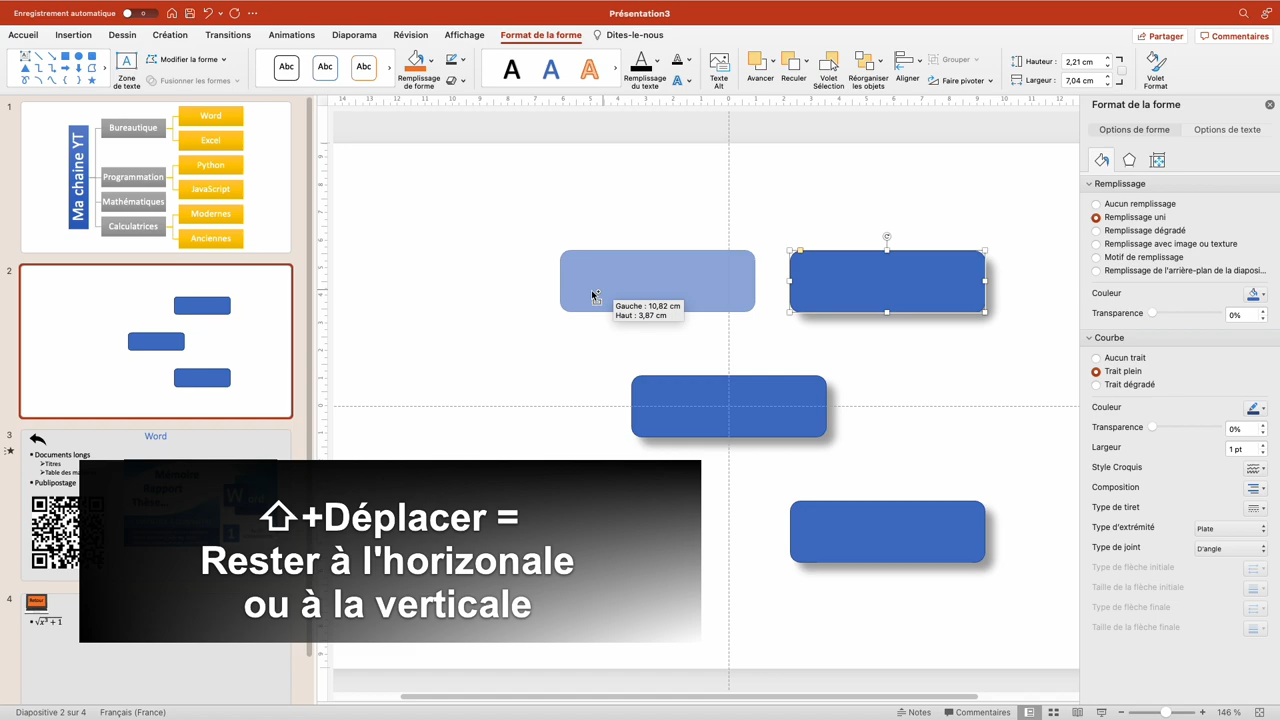 Enregistrement automatique
Présentation3
Accueil Insertion Dessin Création Transitions Animations Diaporama Révision Affichage Format de la forme Dites-le-nous
Partager Commentaires
Zone de texte
Modifier la forme
Fusionner les formes
Abc Abc Abc
Remplissage de forme
A A A
Remplissage du texte
Texte Alt
Avancer
Reculer
Volet Sélection
Réorganiser les objets
Aligner
Grouper
Faire pivoter
Hauteur : 2,21 cm
Largeur : 7,04 cm
Volet Format
1
Ma chaine YT
Bureautique
Programmation
Mathématiques
Calculatrices
Word
Excel
Python
JavaScript
Modernes
Anciennes
2
3
Word
• Documents longs
➢Titres
• Publipostage
4
Retour
• √x³+1
Gauche : 10,82 cm
Haut : 3,87 cm
⇧+Déplacer =
Rester à l'horizonale
ou à la verticale
Format de la forme
Options de forme Options de texte
Remplissage
Aucun remplissage
Remplissage uni
Remplissage dégradé
Remplissage avec image ou texture
Motif de remplissage
Remplissage de l'arrière-plan de la diaposi...
Couleur
Transparence 0%
Courbe
Aucun trait
Trait plein
Trait dégradé
Couleur
Transparence 0%
Largeur 1 pt
Style Croquis
Composition
Type de tiret
Type d'extrémité Plate
Type de joint D'angle
Type de flèche initiale
Taille de la flèche initiale
Type de flèche finale
Taille de la flèche finale
Diapositive 2 sur 4 Français (France)
Notes Commentaires 146 %